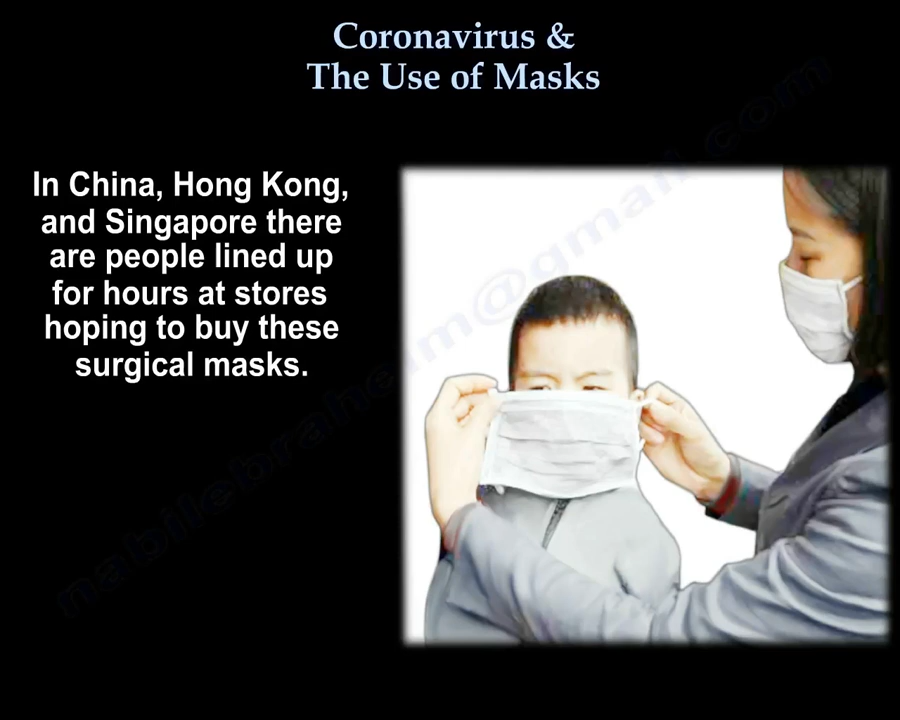 Coronavirus &
The Use of Masks
In China, Hong Kong,
and Singapore there
are people lined up
for hours at stores
hoping to buy these
surgical masks.